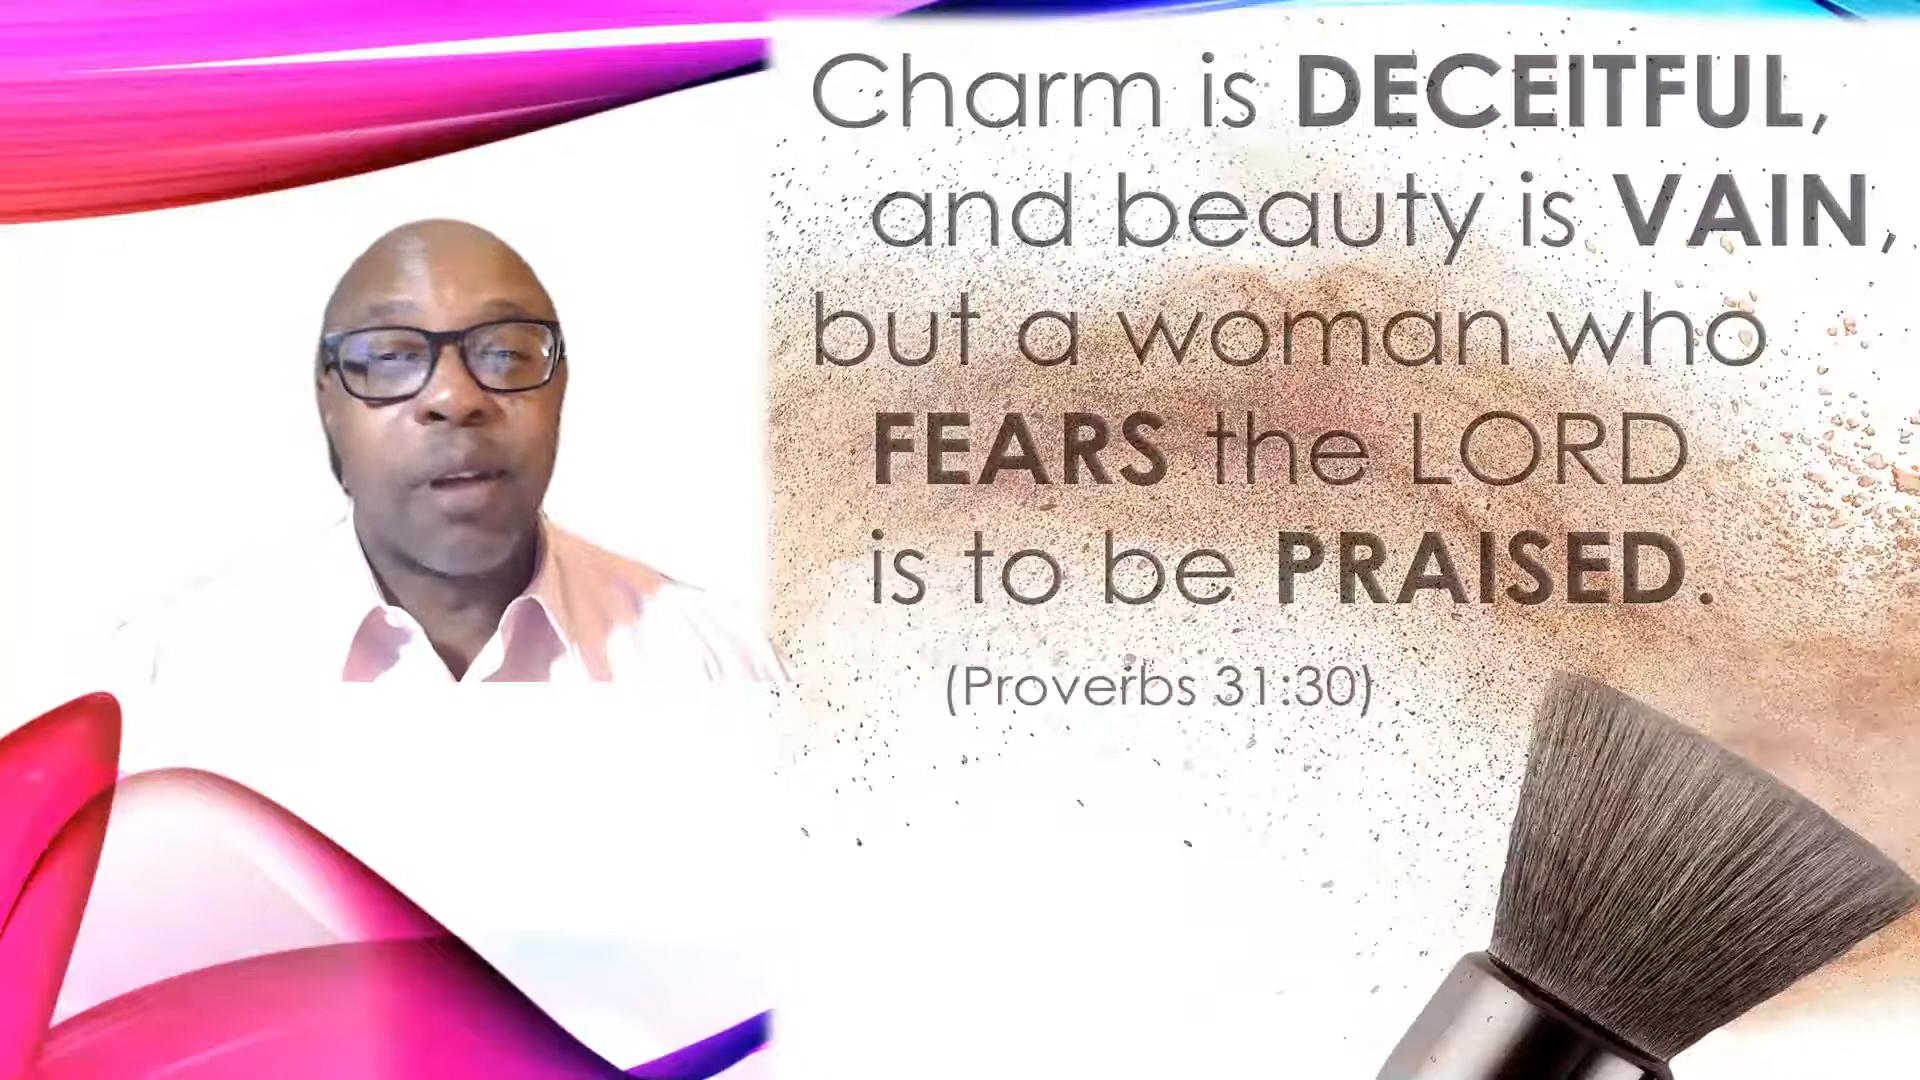 Charm is DECEITFUL,
and beauty is VAIN,
but a woman who
FEARS the LORD
is to be PRAISED.
(Proverbs 31:30)